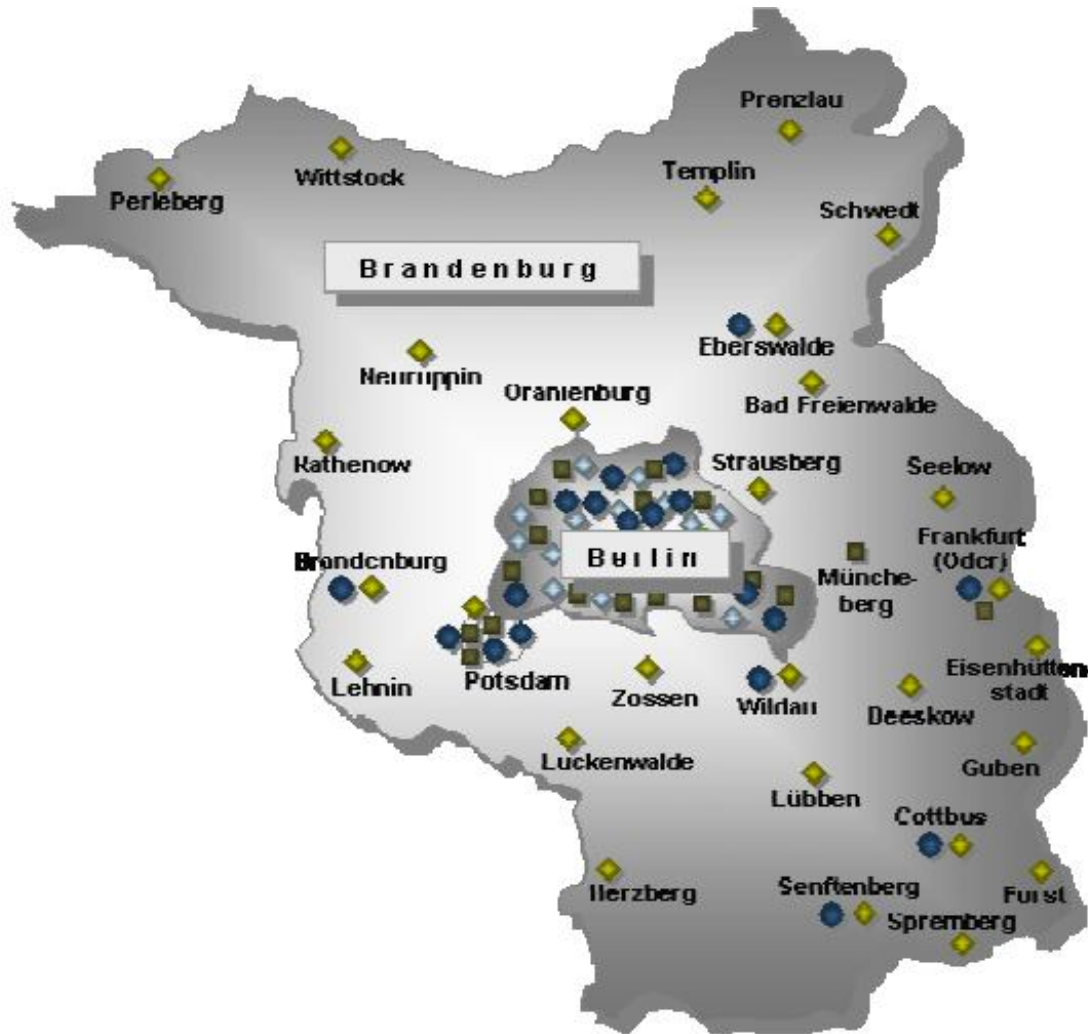 Prenzlau
Wittstock
Templin
Perleberg
Schwedt
Brandenburg
Eberswalde
Neuruppin
Oranienburg
Bad Freienwalde
Rathenow
Strausberg
Seelow
Brandenburg
Berlin
Frankfurt
(Oder)
Münche-
berg
Lehnin
Potsdam
Zossen
Wildau
Eisenhütten
stadt
Beeskow
Luckenwalde
Guben
Lübben
Cottbus
Herzberg
Senftenberg
Forst
Spremberg